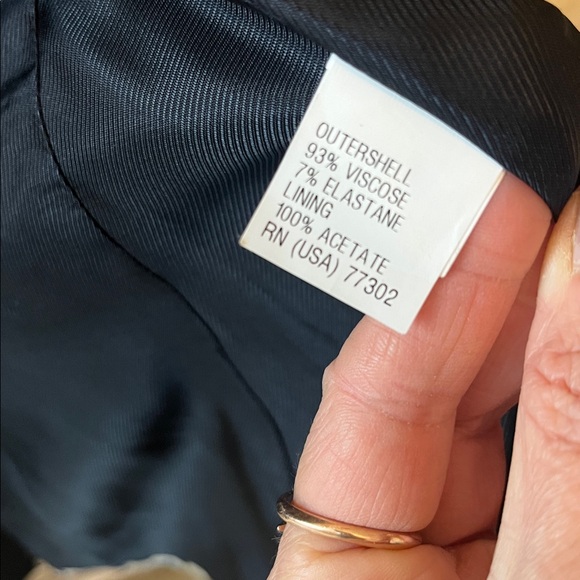 OUTERSHELL
93% VISCOSE
7% ELASTANE
LINING
100% ACETATE
RN (USA) 77302